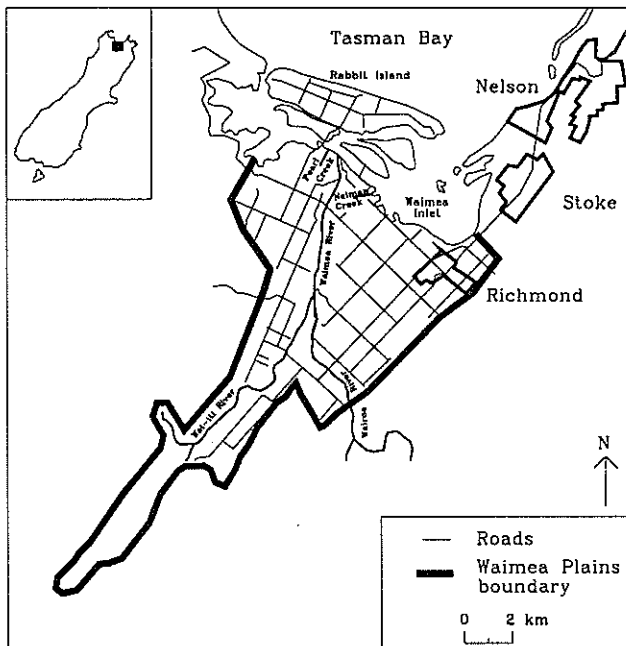 Tasman Bay
Rabbit Island
Nelson
Pearl
Creek
Neiman
Creek
Waimea
Inlet
Stoke
Waimea River
Richmond
Wai-iti River
Wairoa
River
N
Roads
Waimea Plains
boundary
0 2 km